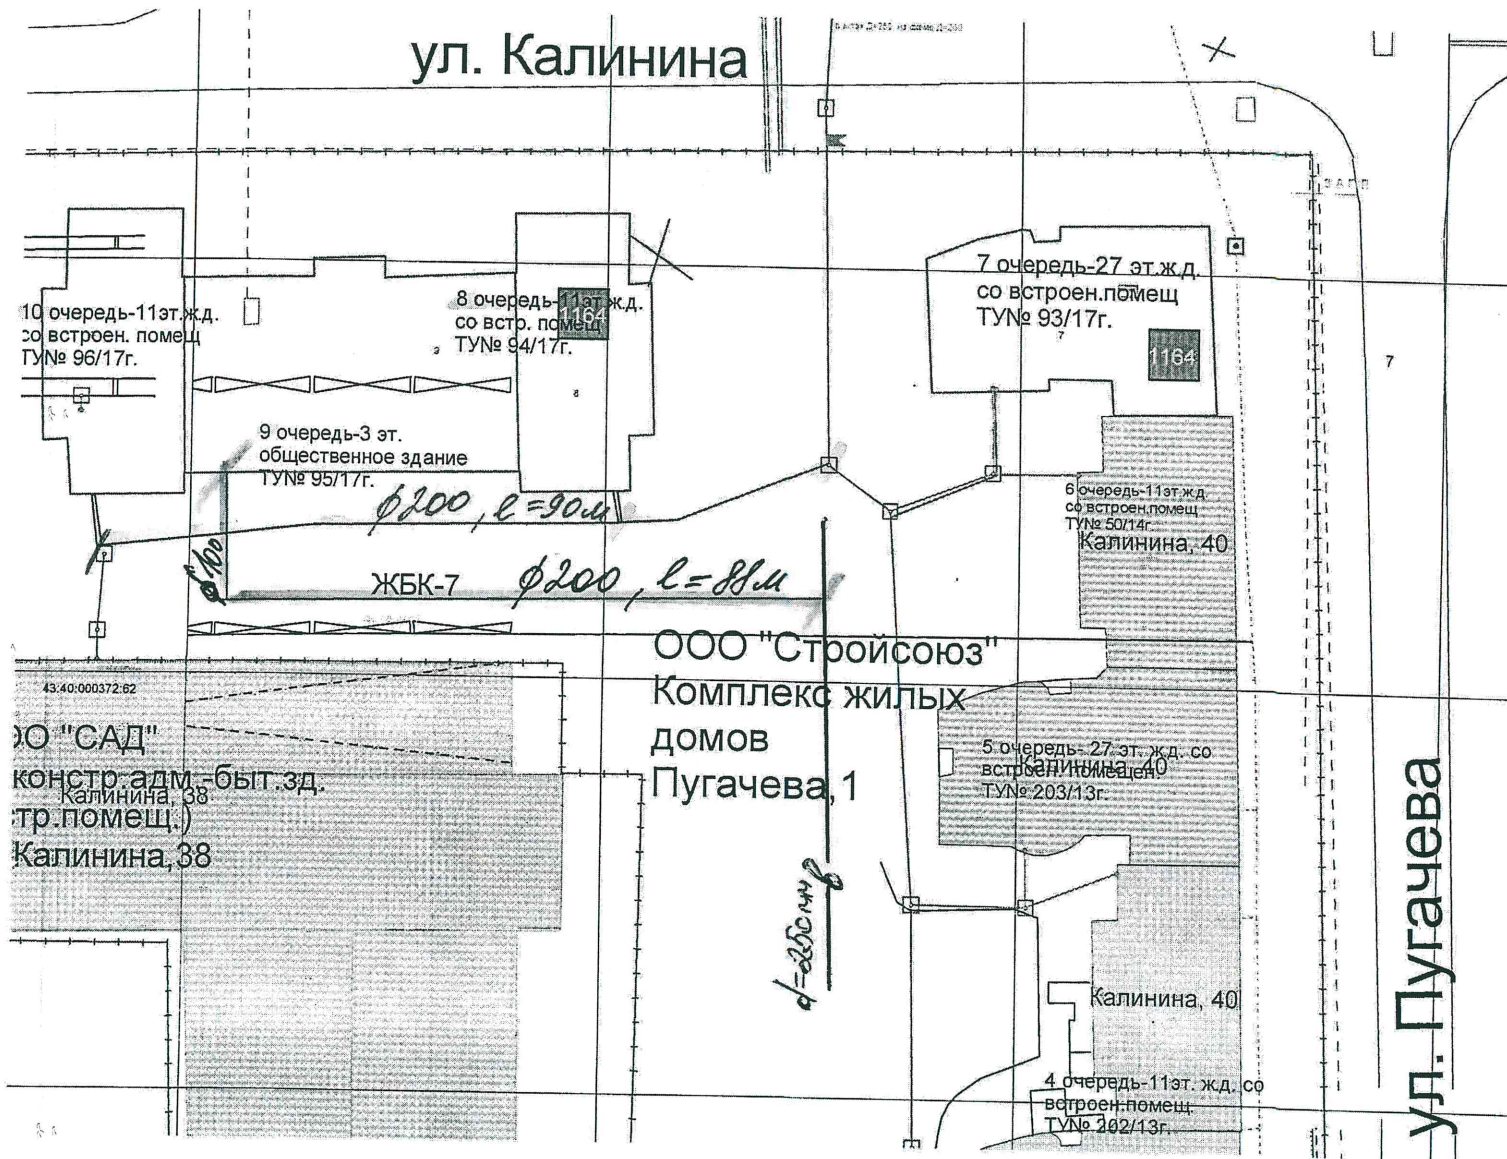 ул. Калинина
7 очередь-27 эт.ж.д.
со встроен.помещ
ТУ№ 93/17г.
7
1164
7
10 очередь-11эт.ж.д.
со встроен. помещ
ТУ№ 96/17г.
8 очередь-11эт.ж.д.
со встр. помещ
ТУ№ 94/17г.
1164
8
9 очередь-3 эт.
общественное здание
ТУ№ 95/17г.
ф200, l=90м
6 очередь-11эт.ж.д.
со встроен.помещ
ТУ№ 50/14г.
Калинина, 40
ф100
ЖБК-7
ф200, l=88м
ООО "Стройсоюз"
Комплекс жилых
домов
Пугачева,1
43:40:000372:62
ОО "САД"
констр.адм.-быт.зд.
Калинина, 38
стр.помещ.)
Калинина,38
5 очередь- 27 эт. ж.д. со
встроен.помещен
Калинина, 40
ТУ№ 203/13г.
d=250мм
Калинина, 40
4 очередь-11эт. ж.д. со
встроен.помещ.
ТУ№ 202/13г.
ул. Пугачева